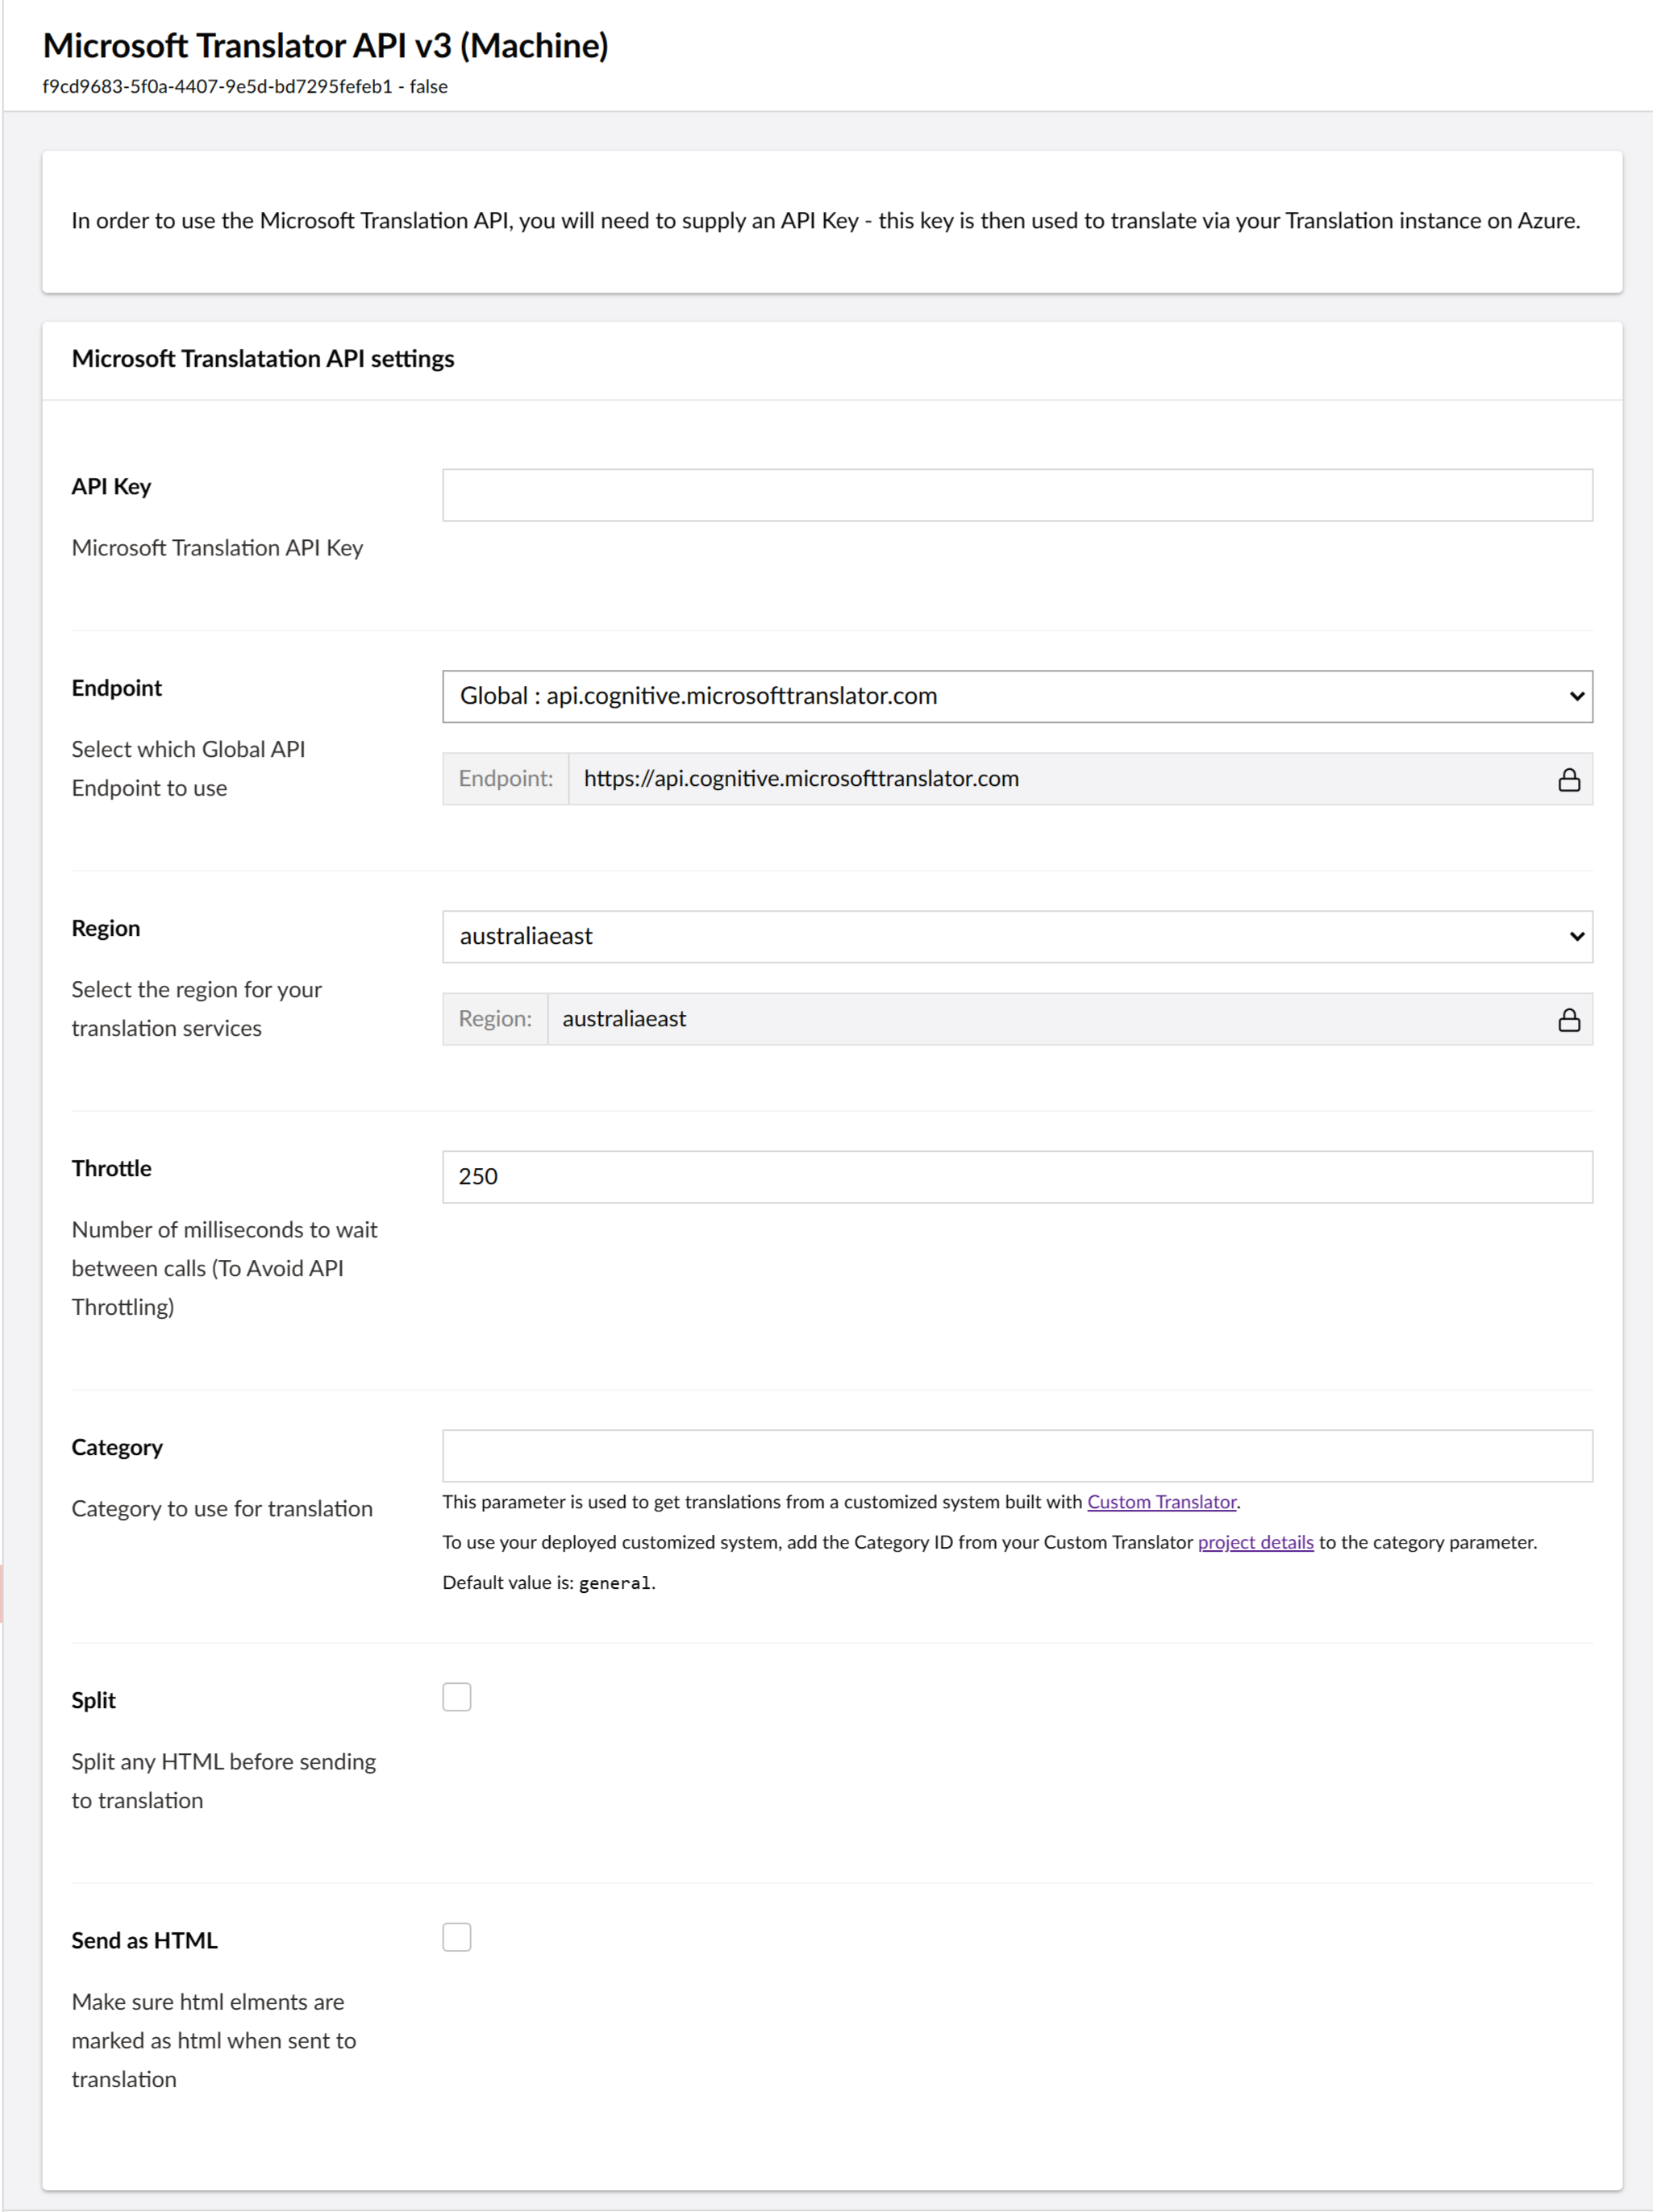 Microsoft Translator API v3 (Machine)
f9cd9683-5f0a-4407-9e5d-bd7295fefeb1 - false
In order to use the Microsoft Translation API, you will need to supply an API Key - this key is then used to translate via your Translation instance on Azure.
Microsoft Translatation API settings
API Key
Microsoft Translation API Key
Endpoint
Select which Global API
Endpoint to use
Global : api.cognitive.microsofttranslator.com
Endpoint: https://api.cognitive.microsofttranslator.com
Region
Select the region for your
translation services
australiaeast
Region: australiaeast
Throttle
Number of milliseconds to wait
between calls (To Avoid API
Throttling)
250
Category
Category to use for translation
This parameter is used to get translations from a customized system built with Custom Translator.
To use your deployed customized system, add the Category ID from your Custom Translator project details to the category parameter.
Default value is: general.
Split
Split any HTML before sending
to translation
Send as HTML
Make sure html elments are
marked as html when sent to
translation